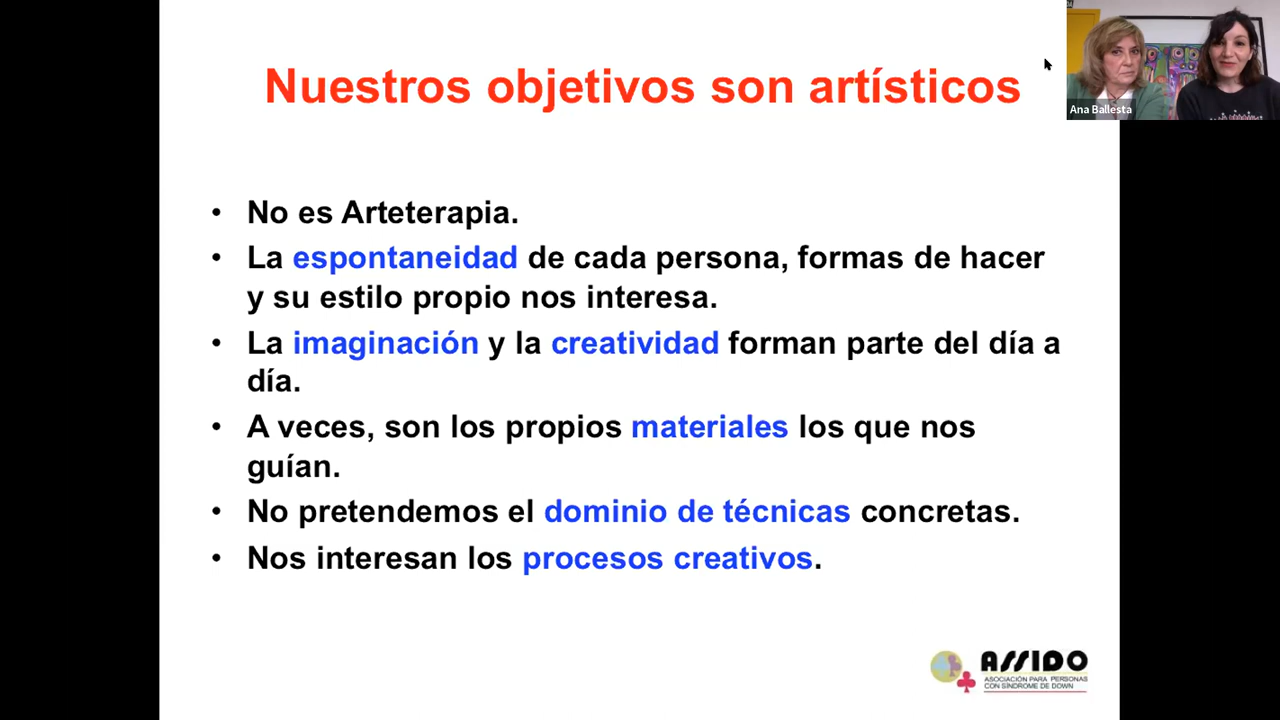 Nuestros objetivos son artísticos
Ana Ballesta
• No es Arteterapia.
• La espontaneidad de cada persona, formas de hacer
y su estilo propio nos interesa.
• La imaginación y la creatividad forman parte del día a
día.
• A veces, son los propios materiales los que nos
guían.
• No pretendemos el dominio de técnicas concretas.
• Nos interesan los procesos creativos.
ASSIDO
ASOCIACIÓN PARA PERSONAS
CON SÍNDROME DE DOWN